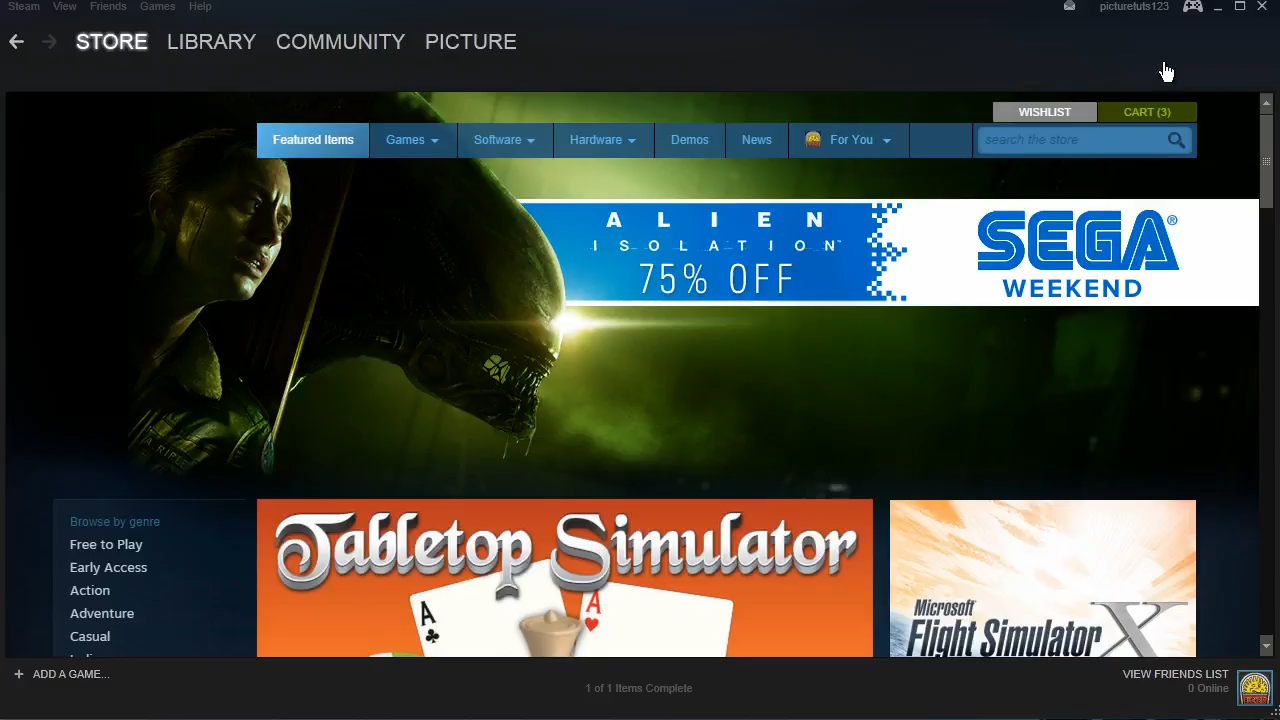 Steam View Friends Games Help
picturetuts123
STORE LIBRARY COMMUNITY PICTURE
WISHLIST CART (3)
Featured Items Games Software Hardware Demos News For You
search the store
ALIEN
ISOLATION™
75% OFF
SEGA®
WEEKEND
Browse by genre
Free to Play
Early Access
Action
Adventure
Casual
Tabletop Simulator
A
A
Microsoft
Flight Simulator X
+ ADD A GAME...
1 of 1 Items Complete
VIEW FRIENDS LIST
0 Online